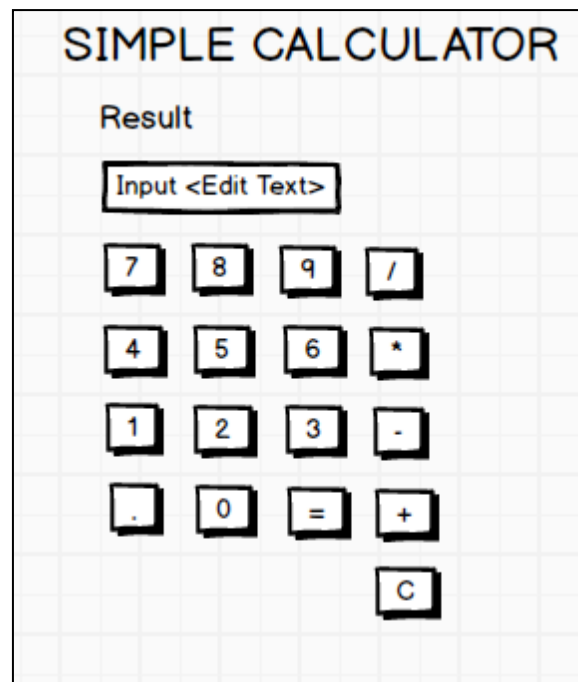 SIMPLE CALCULATOR
Result
Input <Edit Text>
7 8 9 /
4 5 6 *
1 2 3 -
. 0 = +
C